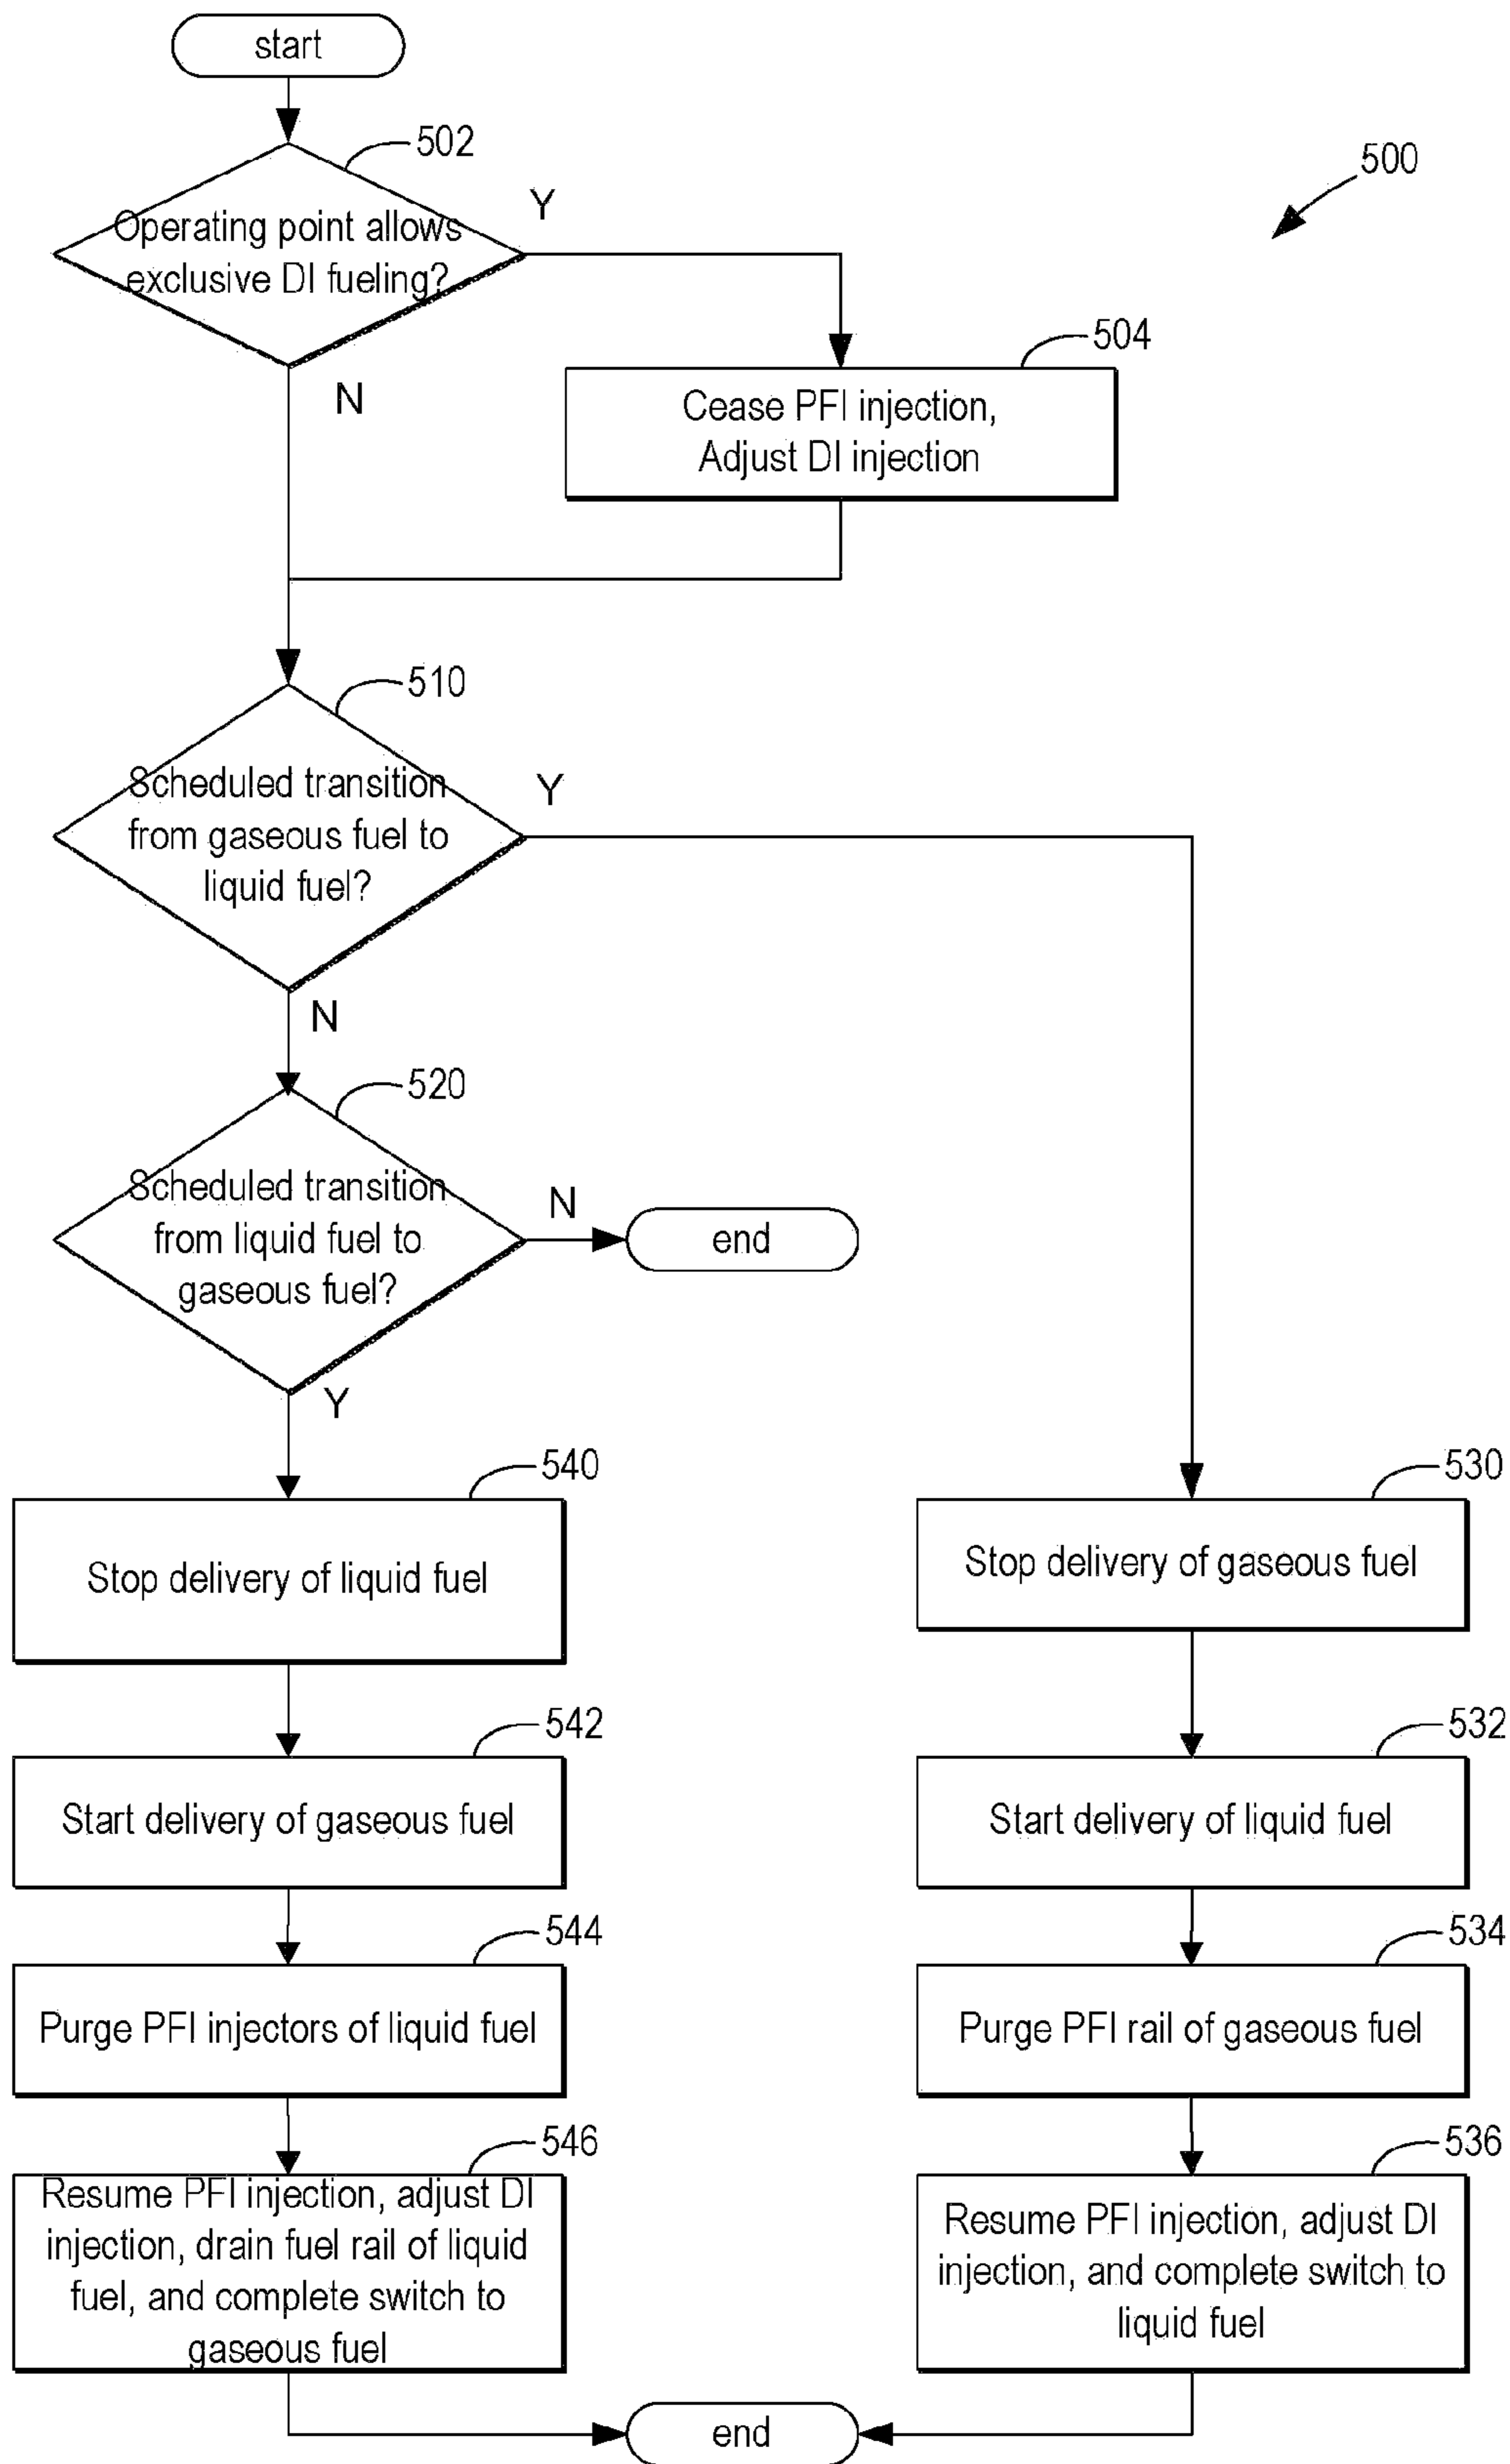 start
502
500
Operating point allows
exclusive DI fueling?
Y
N
504
Cease PFI injection,
Adjust DI injection
510
Scheduled transition
from gaseous fuel to
liquid fuel?
Y
N
520
Scheduled transition
from liquid fuel to
gaseous fuel?
N
end
Y
540
Stop delivery of liquid fuel
530
Stop delivery of gaseous fuel
542
Start delivery of gaseous fuel
532
Start delivery of liquid fuel
544
Purge PFI injectors of liquid fuel
534
Purge PFI rail of gaseous fuel
546
Resume PFI injection, adjust DI
injection, drain fuel rail of liquid
fuel, and complete switch to
gaseous fuel
536
Resume PFI injection, adjust DI
injection, and complete switch to
liquid fuel
end